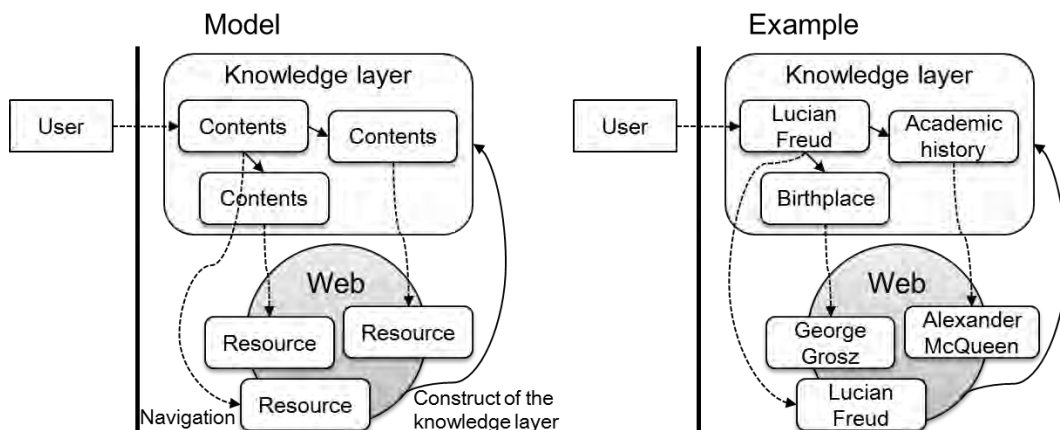 Model
Knowledge layer
User
Contents
Contents
Contents
Web
Resource
Resource
Resource
Navigation
Construct of the
knowledge layer
Example
Knowledge layer
User
Lucian
Freud
Academic
history
Birthplace
Web
George
Grosz
Alexander
McQueen
Lucian
Freud